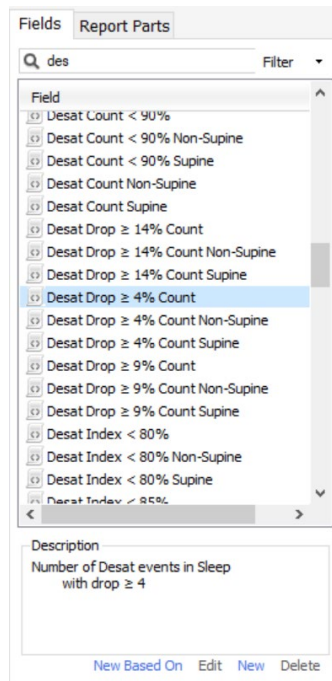 Fields Report Parts
des Filter
Field
Desat Count < 90%
Desat Count < 90% Non-Supine
Desat Count < 90% Supine
Desat Count Non-Supine
Desat Count Supine
Desat Drop ≥ 14% Count
Desat Drop ≥ 14% Count Non-Supine
Desat Drop ≥ 14% Count Supine
Desat Drop ≥ 4% Count
Desat Drop ≥ 4% Count Non-Supine
Desat Drop ≥ 4% Count Supine
Desat Drop ≥ 9% Count
Desat Drop ≥ 9% Count Non-Supine
Desat Drop ≥ 9% Count Supine
Desat Index < 80%
Desat Index < 80% Non-Supine
Desat Index < 80% Supine
Desat Index < 85%
Description
Number of Desat events in Sleep
with drop ≥ 4
New Based On Edit New Delete